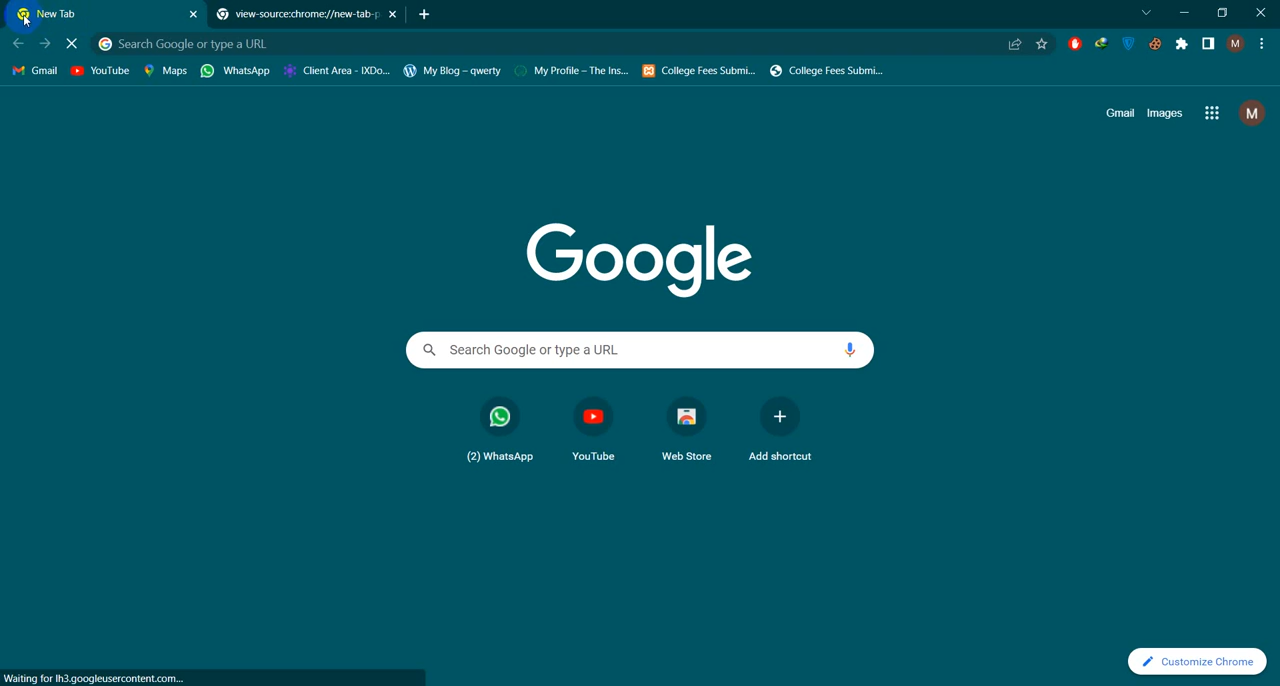 New Tab
view-source:chrome://new-tab-p
Search Google or type a URL
M
Gmail
YouTube
Maps
WhatsApp
Client Area - IXDo...
My Blog – qwerty
My Profile – The Ins...
College Fees Submi...
College Fees Submi...
Gmail
Images
M
Google
Search Google or type a URL
(2) WhatsApp
YouTube
Web Store
Add shortcut
Customize Chrome
Waiting for lh3.googleusercontent.com...